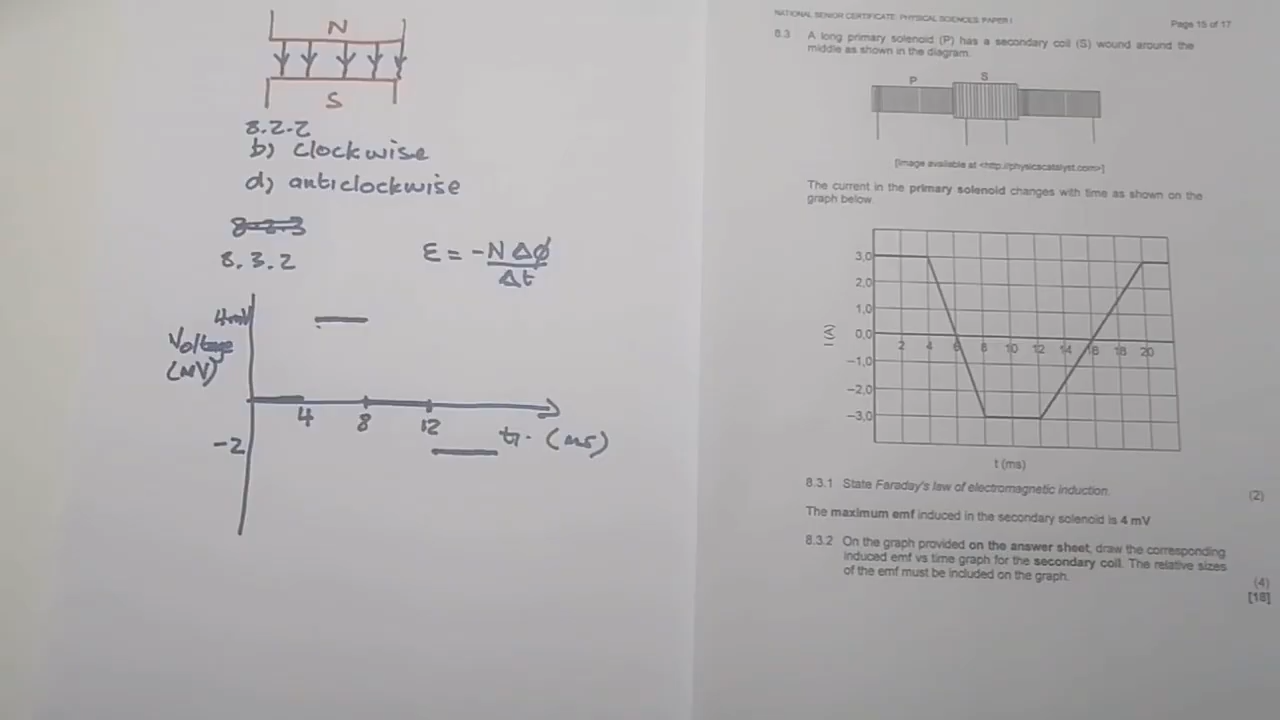 N
S
8.2.2
b) clockwise
d) anticlockwise
8.2.3
8.3.2
ε = -NΔϕ
Δt
4mV
Voltage
(MV)
4
8
12
-2
t. (ms)
NATIONAL SENIOR CERTIFICATE: PHYSICAL SCIENCES: PAPER I
Page 15 of 17
8.3 A long primary solenoid (P) has a secondary coil (S) wound around the
middle as shown in the diagram.
P
S
[Image available at <http://physicscatalyst.com>]
The current in the primary solenoid changes with time as shown on the
graph below.
3,0
2,0
1,0
0,0
-1,0
-2,0
-3,0
2 4 6 8 10 12 14 16 18 20
t (ms)
8.3.1 State Faraday's law of electromagnetic induction.
(2)
The maximum emf induced in the secondary solenoid is 4 mV
8.3.2 On the graph provided on the answer sheet, draw the corresponding
induced emf vs time graph for the secondary coil. The relative sizes
of the emf must be included on the graph.
(4)
[18]